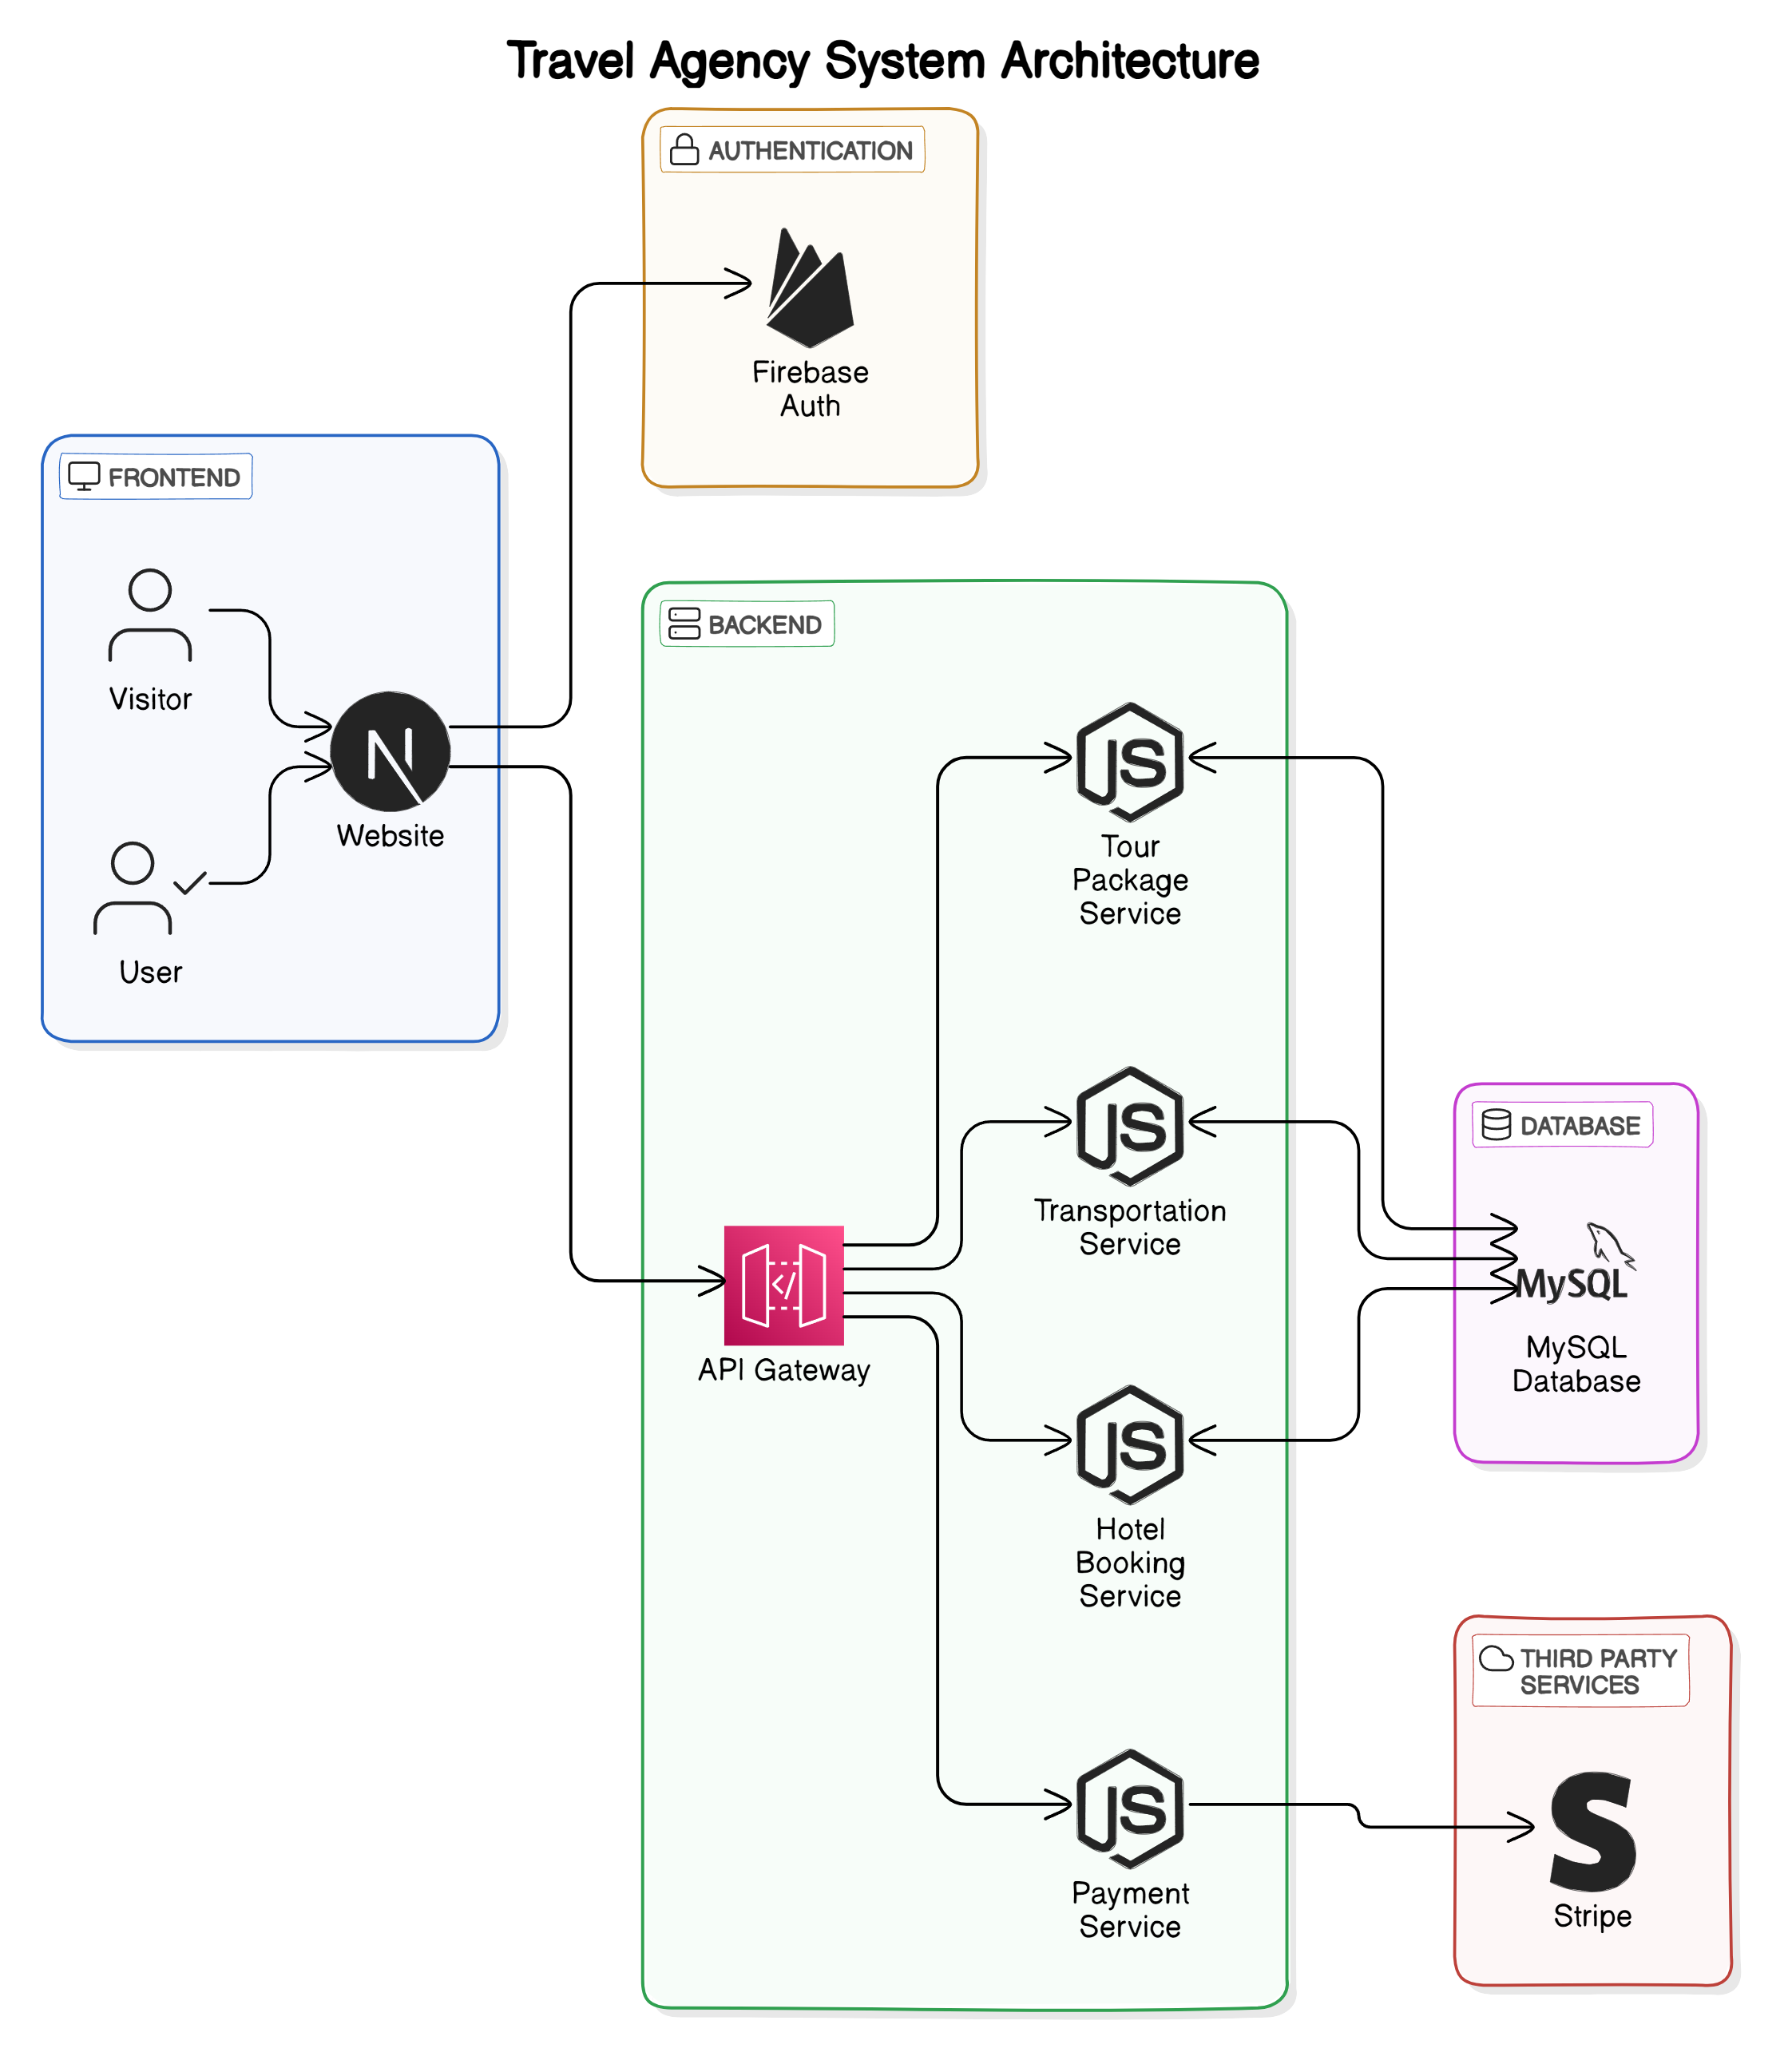 Travel Agency System Architecture
AUTHENTICATION
Firebase
Auth
FRONTEND
Visitor
N
Website
User
BACKEND
JS
Tour
Package
Service
JS
Transportation
Service
</>
API Gateway
JS
Hotel
Booking
Service
JS
Payment
Service
DATABASE
MySQL
MySQL
Database
THIRD PARTY
SERVICES
S
Stripe